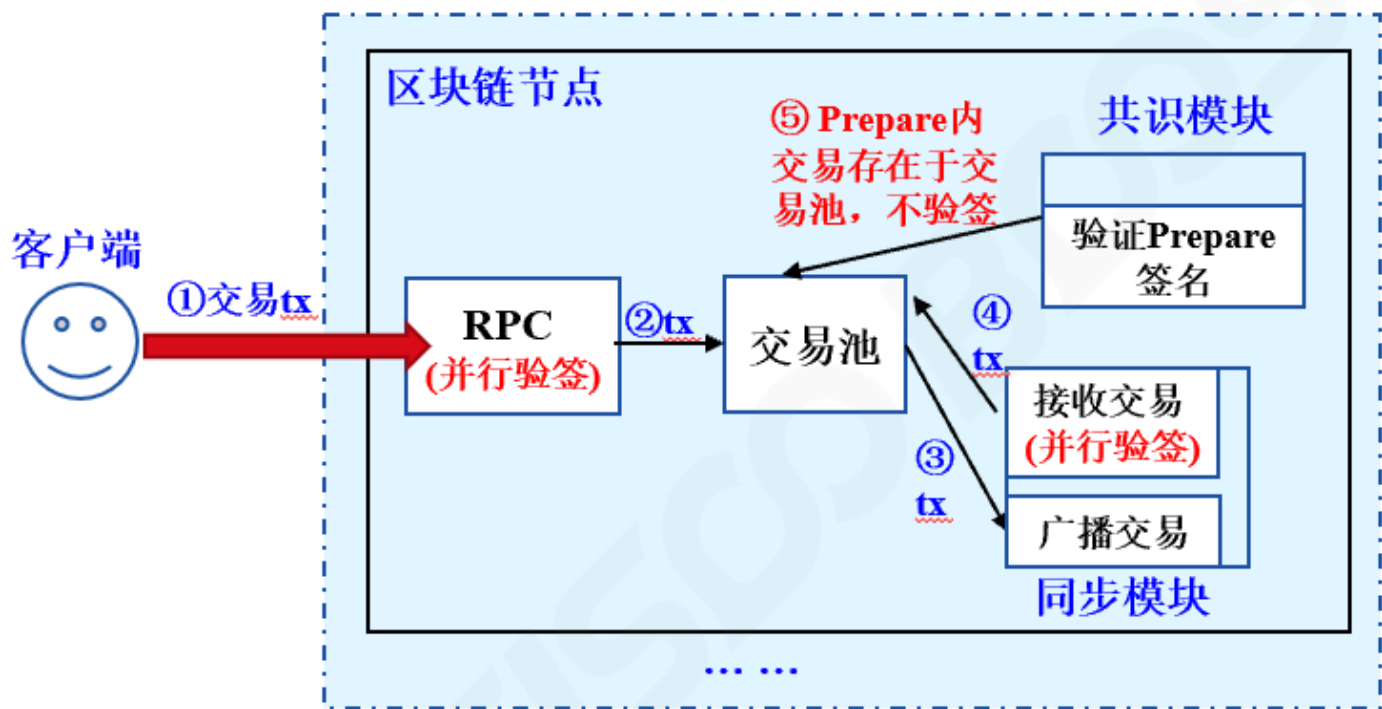 区块链节点
⑤ Prepare内
交易存在于交
易池，不验签
共识模块
验证Prepare
签名
客户端
①交易tx
RPC
(并行验签)
②tx
交易池
④
tx
接收交易
(并行验签)
③
tx
广播交易
同步模块
... ...